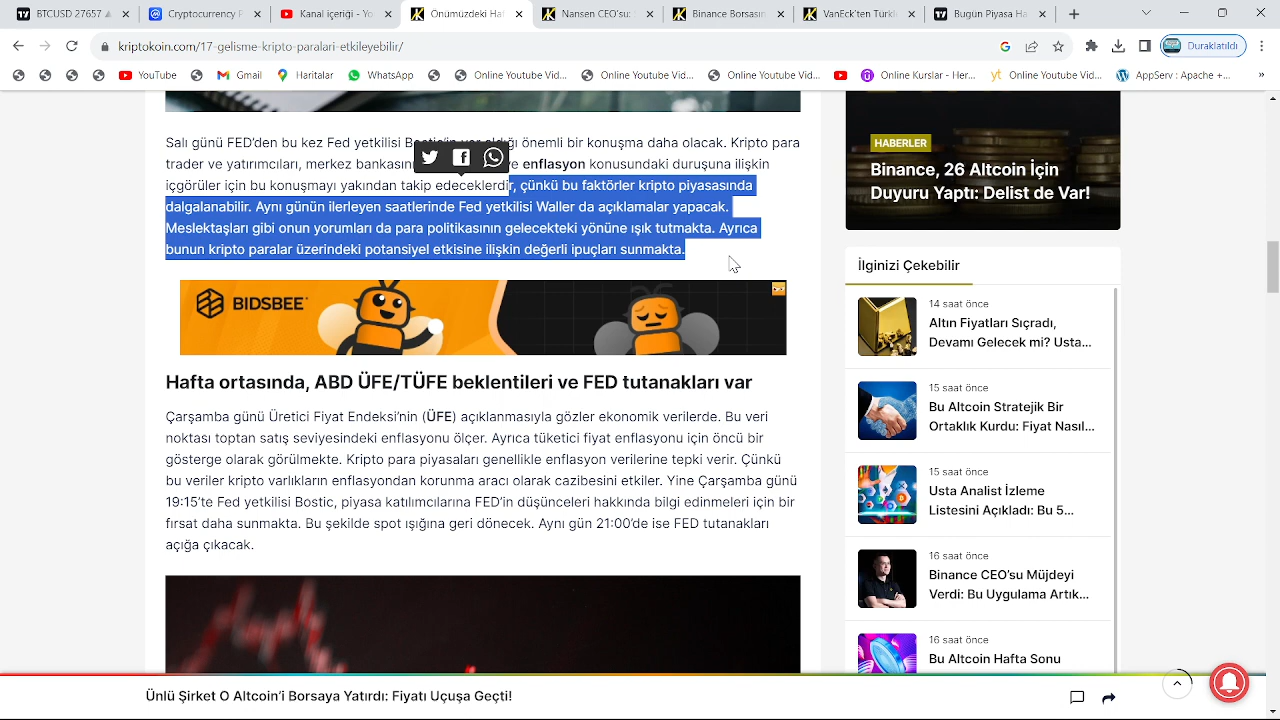 BTCUSD 27657
Cryptocurrency P
Kanal içeriği - Yo
Önümüzdeki Haf
Nansen CEO'su:
Binance Borsasın
VanEck'ten Türkl
Bugün Piyasa Ha
kriptokoin.com/17-gelisme-kripto-paralari-etkileyebilir/
Duraklatıldı
YouTube
Gmail
Haritalar
WhatsApp
Online Youtube Vid...
Online Youtube Vid...
Online Youtube Vid...
Online Kurslar - Her...
Online Youtube Vid...
AppServ : Apache +...
Salı günü FED'den bu kez Fed yetkilisi önemli bir konuşma daha olacak. Kripto para
trader ve yatırımcıları, merkez bankasın ve enflasyon konusundaki duruşuna ilişkin
içgörüler için bu konuşmayı yakından takip edeceklerdir, çünkü bu faktörler kripto piyasasında
dalgalanabilir. Aynı günün ilerleyen saatlerinde Fed yetkilisi Waller da açıklamalar yapacak.
Meslektaşları gibi onun yorumları da para politikasının gelecekteki yönüne ışık tutmakta. Ayrıca
bunun kripto paralar üzerindeki potansiyel etkisine ilişkin değerli ipuçları sunmakta.
BIDSBEE
Hafta ortasında, ABD ÜFE/TÜFE beklentileri ve FED tutanakları var
Çarşamba günü Üretici Fiyat Endeksi'nin (ÜFE) açıklanmasıyla gözler ekonomik verilerde. Bu veri
noktası toptan satış seviyesindeki enflasyonu ölçer. Ayrıca tüketici fiyat enflasyonu için öncü bir
gösterge olarak görülmekte. Kripto para piyasaları genellikle enflasyon verilerine tepki verir. Çünkü
bu veriler kripto varlıkların enflasyondan korunma aracı olarak cazibesini etkiler. Yine Çarşamba günü
19:15'te Fed yetkilisi Bostic, piyasa katılımcılarına FED'in düşünceleri hakkında bilgi edinmeleri için bir
fırsat daha sunmakta. Bu şekilde spot ışığına geri dönecek. Aynı gün 21:00'de ise FED tutanakları
açığa çıkacak.
HABERLER
Binance, 26 Altcoin İçin
Duyuru Yaptı: Delist de Var!
İlginizi Çekebilir
14 saat önce
Altın Fiyatları Sıçradı,
Devamı Gelecek mi? Usta...
15 saat önce
Bu Altcoin Stratejik Bir
Ortaklık Kurdu: Fiyat Nasıl...
15 saat önce
Usta Analist İzleme
Listesini Açıkladı: Bu 5...
16 saat önce
Binance CEO'su Müjdeyi
Verdi: Bu Uygulama Artık...
16 saat önce
Bu Altcoin Hafta Sonu
Ünlü Şirket O Altcoin'i Borsaya Yatırdı: Fiyatı Uçuşa Geçti!